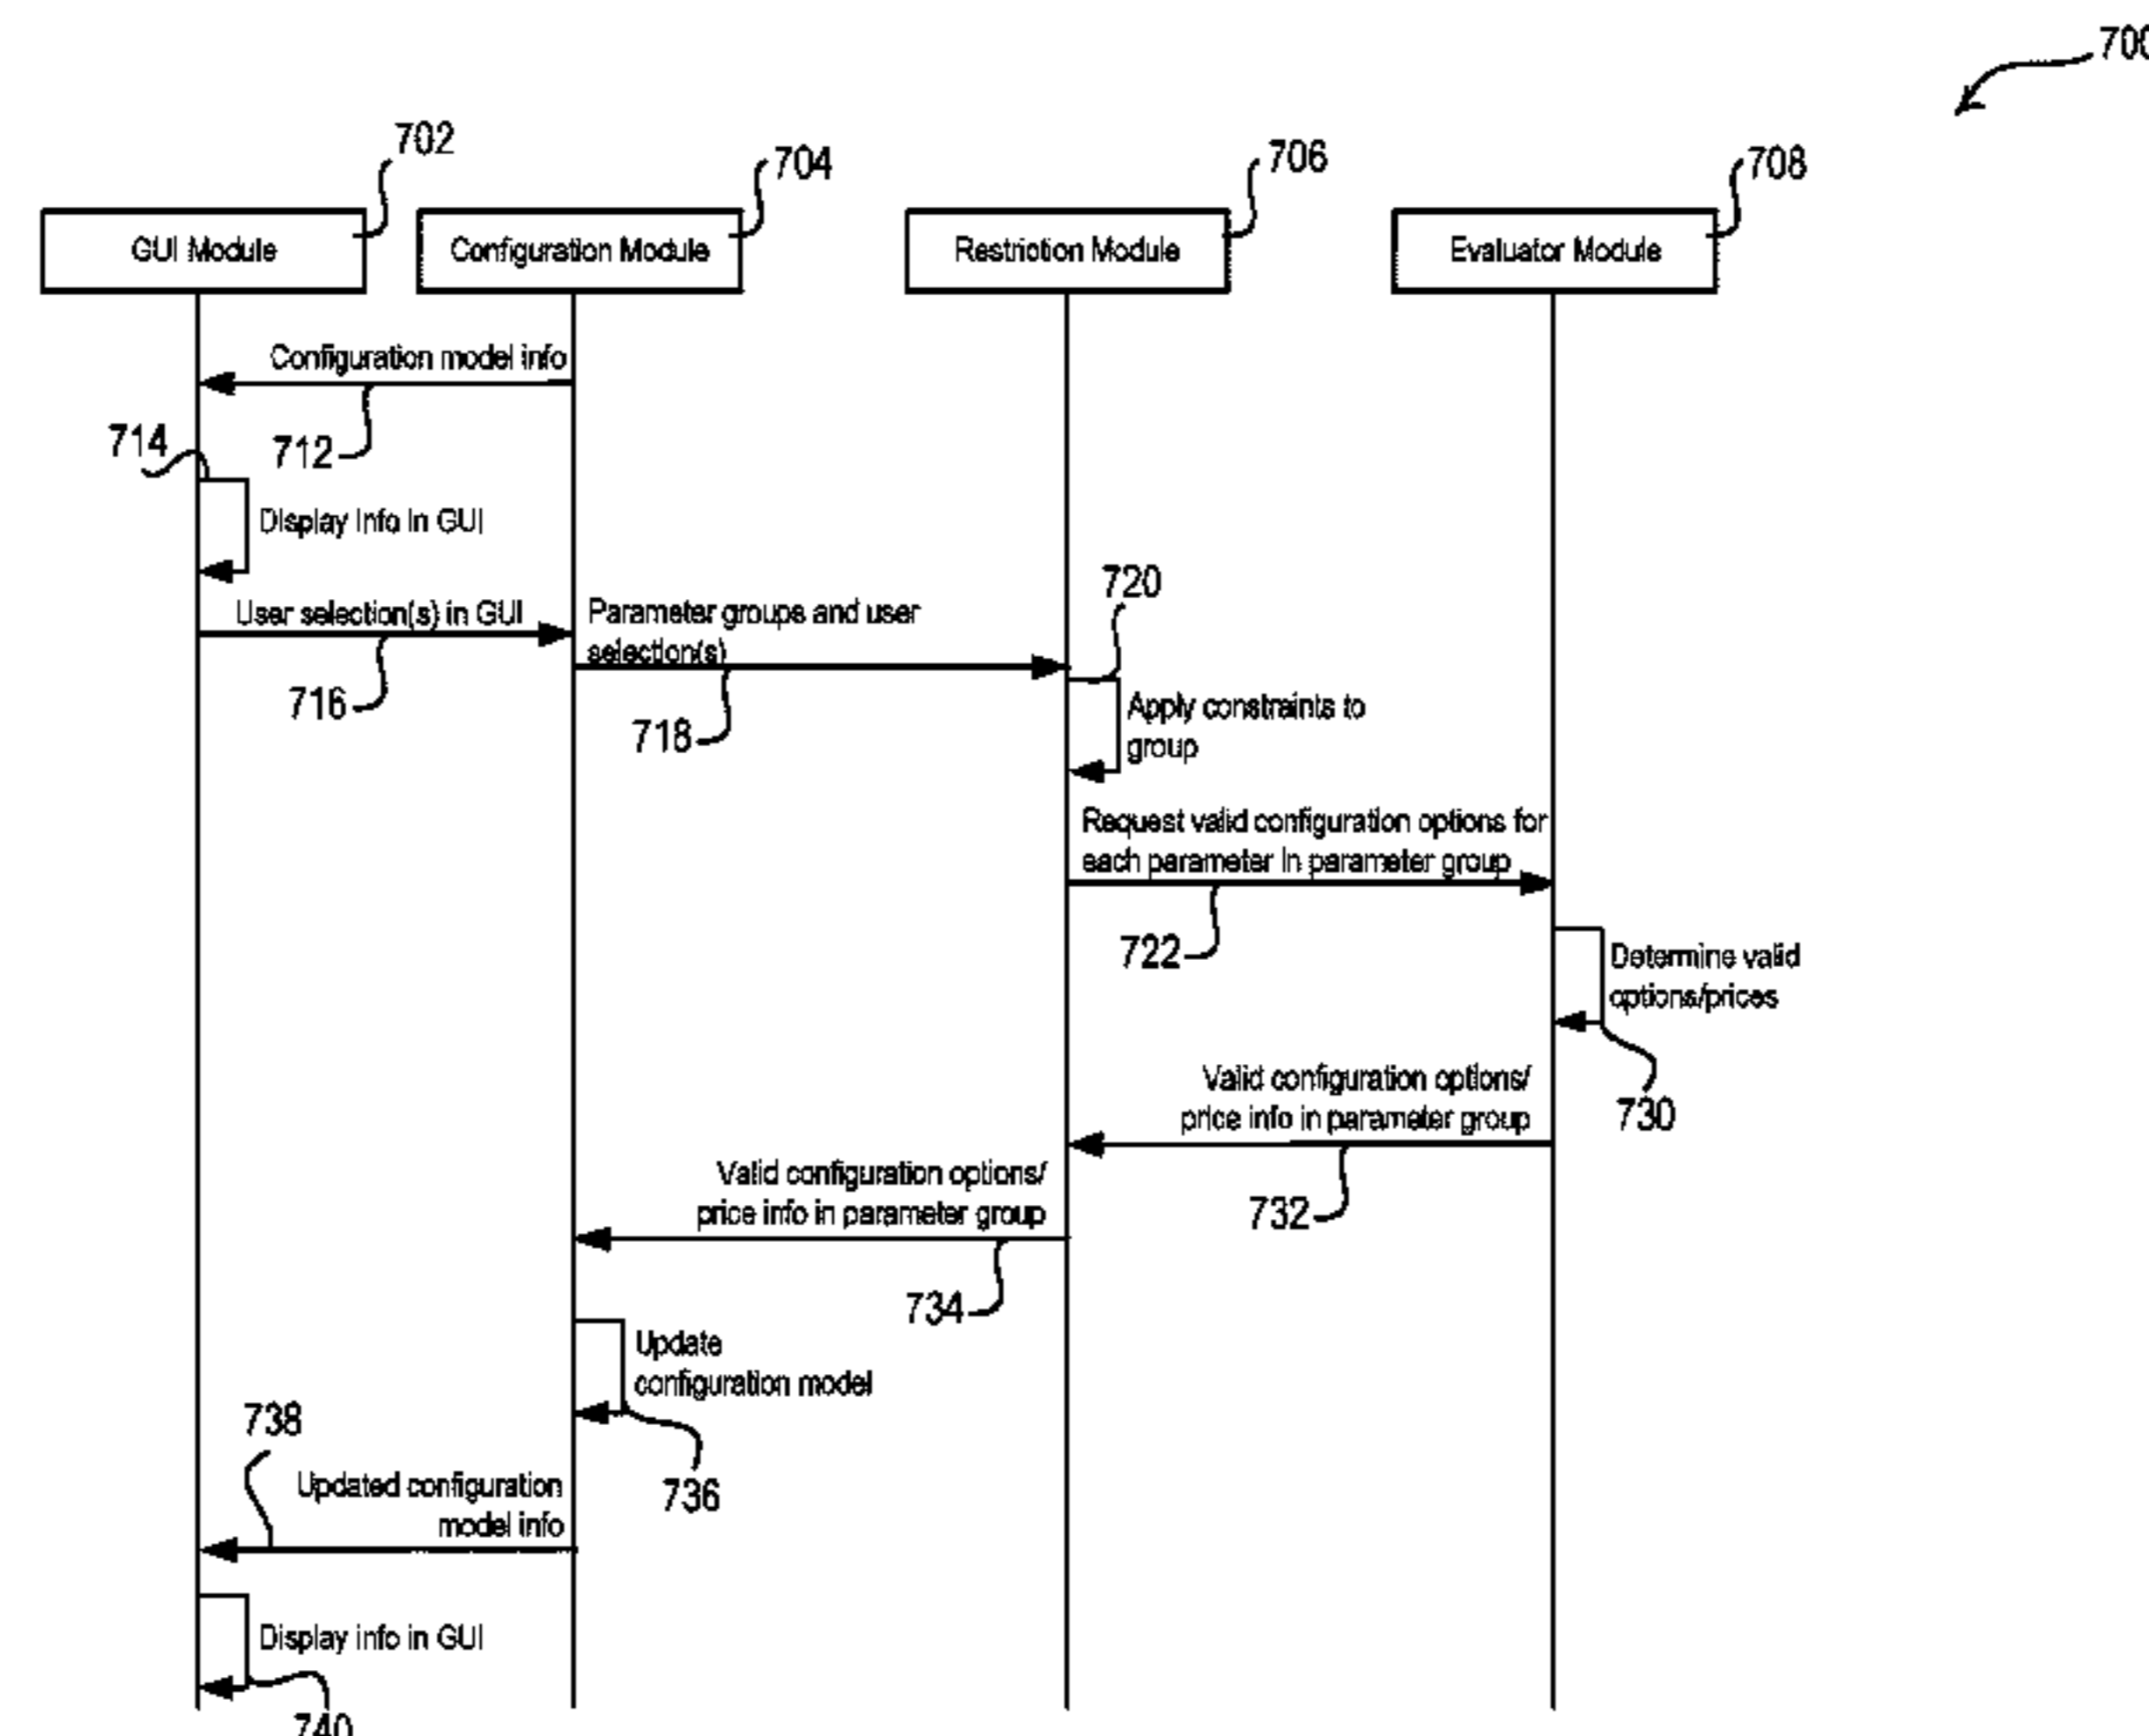 700
702
704
706
708
GUI Module
Configuration Module
Restriction Module
Evaluator Module
Configuration model info
712
714
Display info in GUI
User selection(s) in GUI
716
Parameter groups and user
selection(s)
718
720
Apply constraints to
group
Request valid configuration options for
each parameter in parameter group
722
Determine valid
options/prices
730
Valid configuration options/
price info in parameter group
732
Valid configuration options/
price info in parameter group
734
Update
configuration model
736
738
Updated configuration
model info
Display info in GUI
740